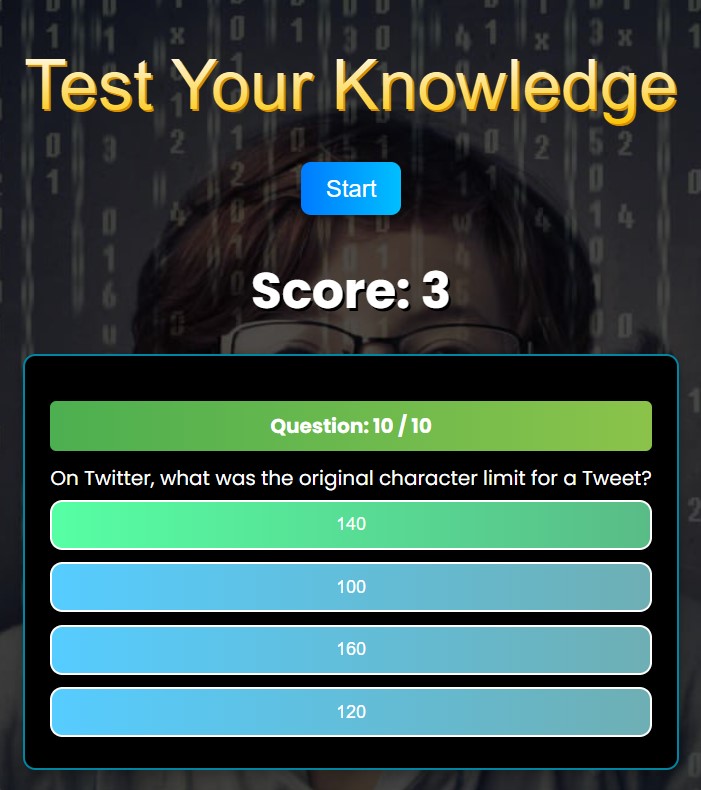 Test Your Knowledge
Start
Score: 3
Question: 10 / 10
On Twitter, what was the original character limit for a Tweet?
140
100
160
120